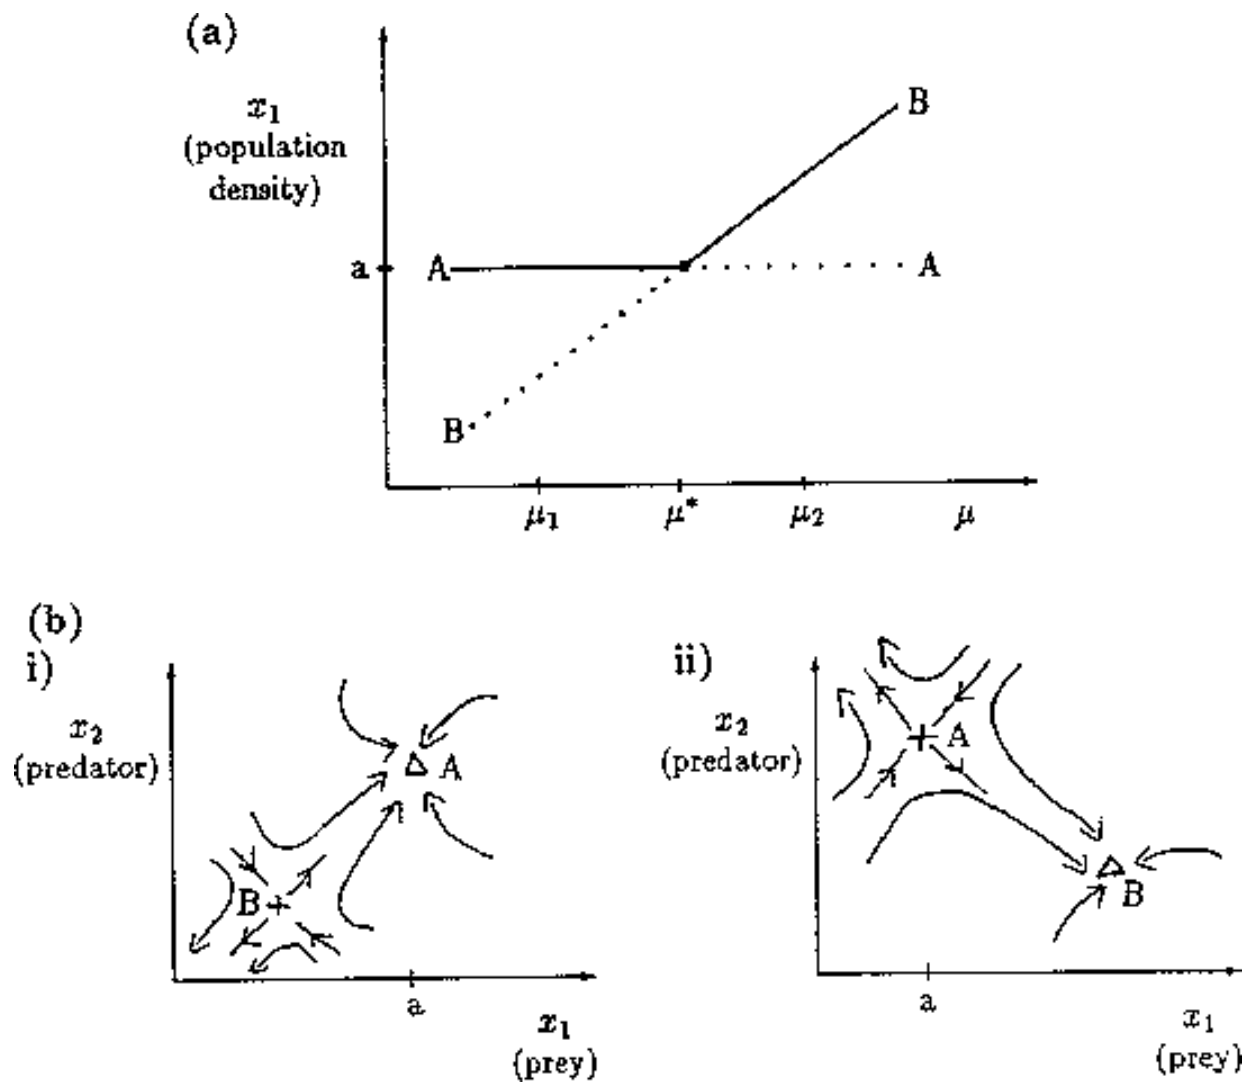 (a)
x₁
(population
density)
B
a
A
A
B
μ₁
μ*
μ₂
μ
(b)
i)
x₂
(predator)
A
B
a
x₁
(prey)
ii)
x₂
(predator)
A
B
a
x₁
(prey)